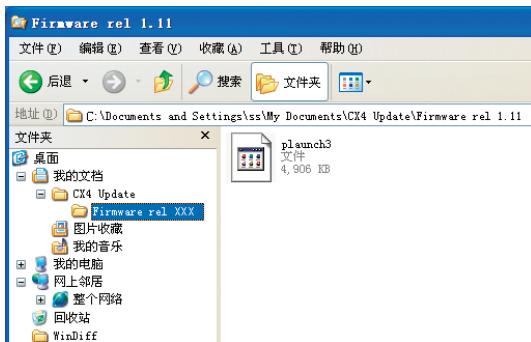 Firmware rel 1.11
文件(F) 编辑(E) 查看(V) 收藏(A) 工具(T) 帮助(H)
后退 搜索 文件夹
地址(D) C:\Documents and Settings\ss\My Documents\CX4 Update\Firmware rel 1.11
文件夹 ×
桌面
我的文档
CX4 Update
Firmware rel XXX
图片收藏
我的音乐
我的电脑
网上邻居
整个网络
回收站
WinDiff
plaunch3
文件
4,906 KB